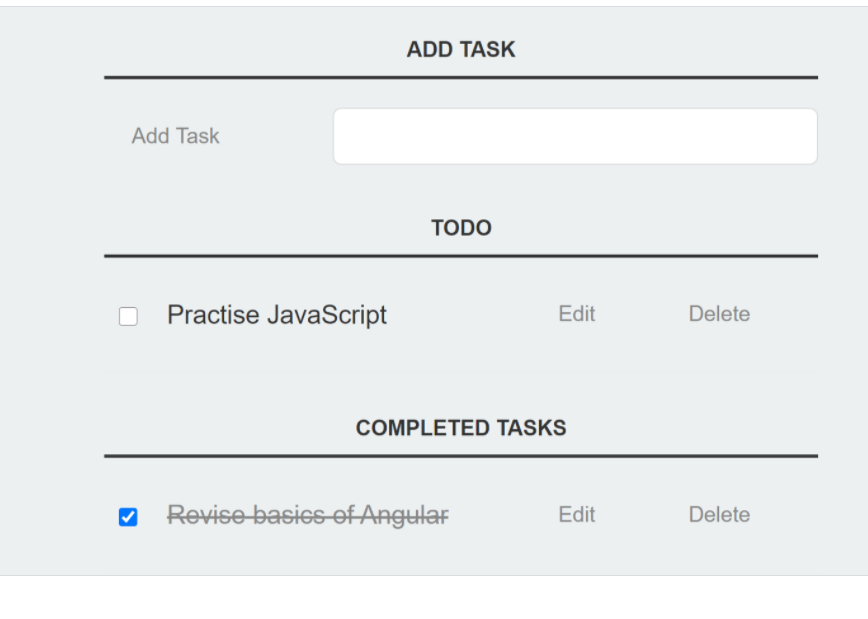 ADD TASK
Add Task
TODO
Practise JavaScript Edit Delete
COMPLETED TASKS
Revise basics of Angular Edit Delete